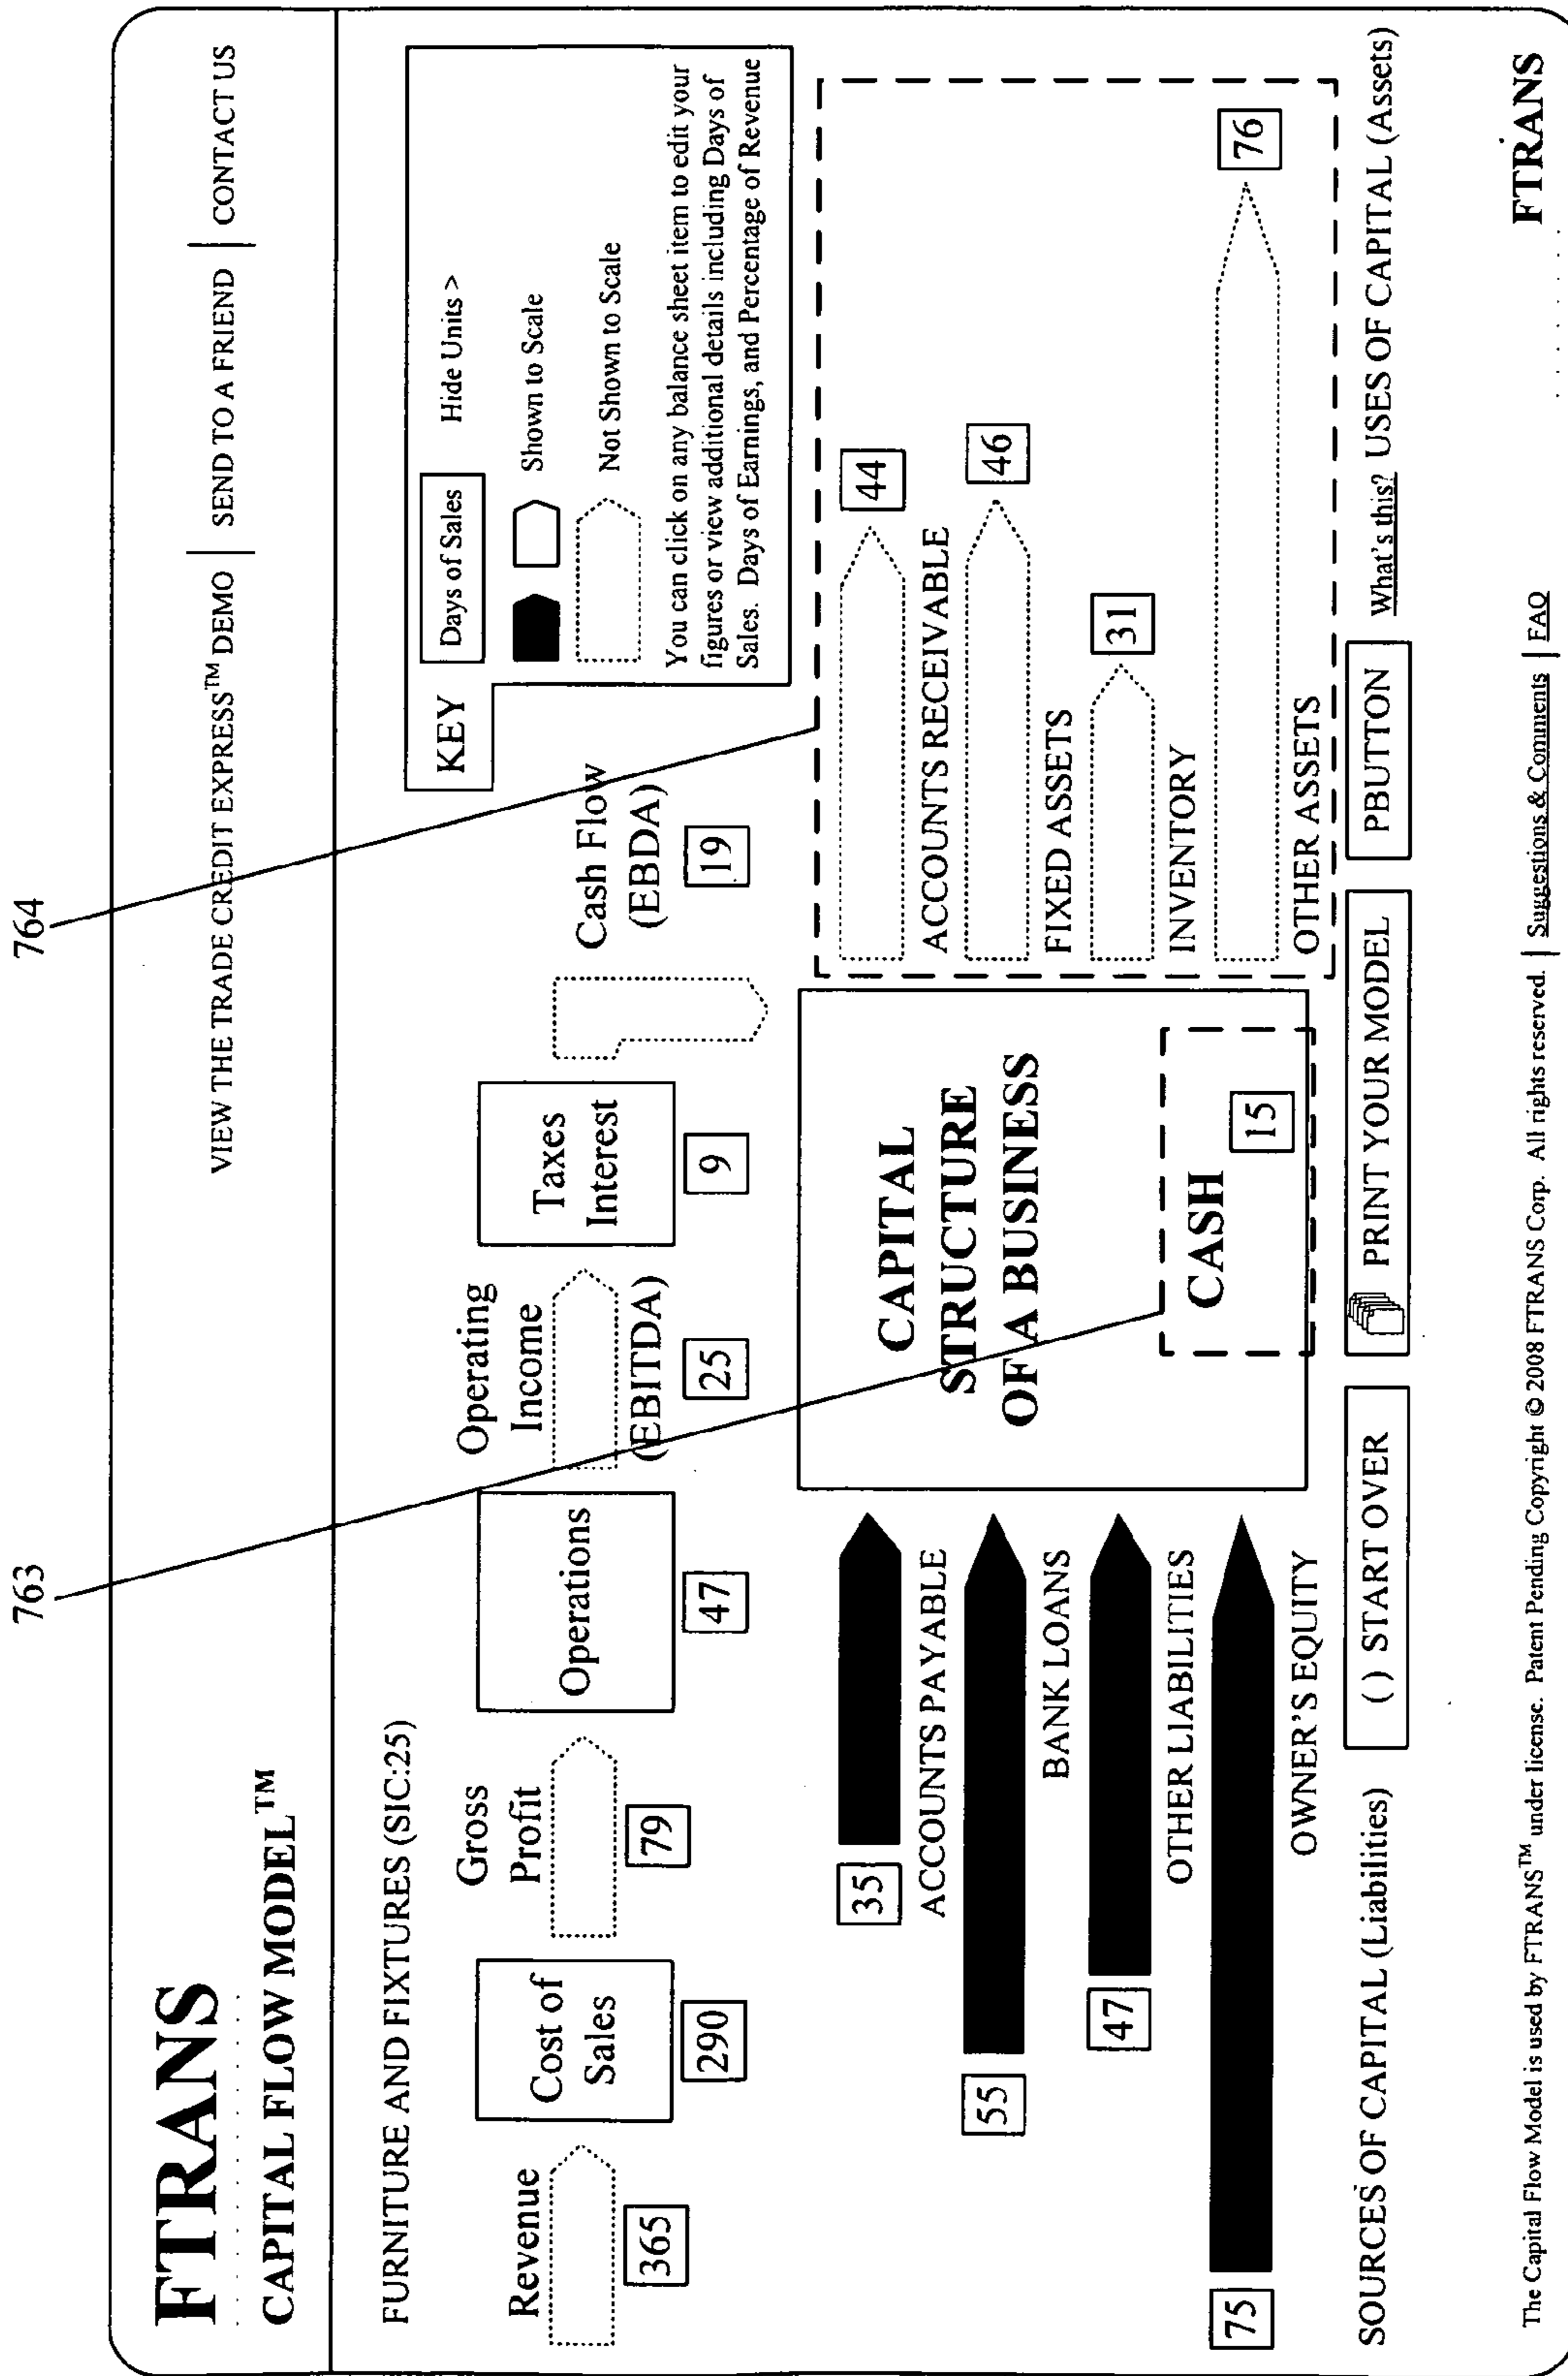 763
764
FTRANS
CAPITAL FLOW MODEL™
VIEW THE TRADE CREDIT EXPRESS™ DEMO | SEND TO A FRIEND | CONTACT US
FURNITURE AND FIXTURES (SIC:25)
Revenue
365
Cost of
Sales
290
Gross
Profit
79
Operations
47
Operating
Income
(EBITDA)
25
Taxes
Interest
9
Cash Flow
(EBDA)
19
KEY
Days of Sales
Hide Units >
Shown to Scale
Not Shown to Scale
You can click on any balance sheet item to edit your
figures or view additional details including Days of
Sales. Days of Earnings, and Percentage of Revenue
35
ACCOUNTS PAYABLE
55
BANK LOANS
47
OTHER LIABILITIES
75
OWNER'S EQUITY
CAPITAL
STRUCTURE
OF A BUSINESS
CASH
15
44
ACCOUNTS RECEIVABLE
46
FIXED ASSETS
31
INVENTORY
76
OTHER ASSETS
SOURCES OF CAPITAL (Liabilities)
( ) START OVER
PRINT YOUR MODEL
PBUTTON
What's this? USES OF CAPITAL (Assets)
The Capital Flow Model is used by FTRANS™ under license. Patent Pending Copyright © 2008 FTRANS Corp. All rights reserved. | Suggestions & Comments | FAQ
FTRANS